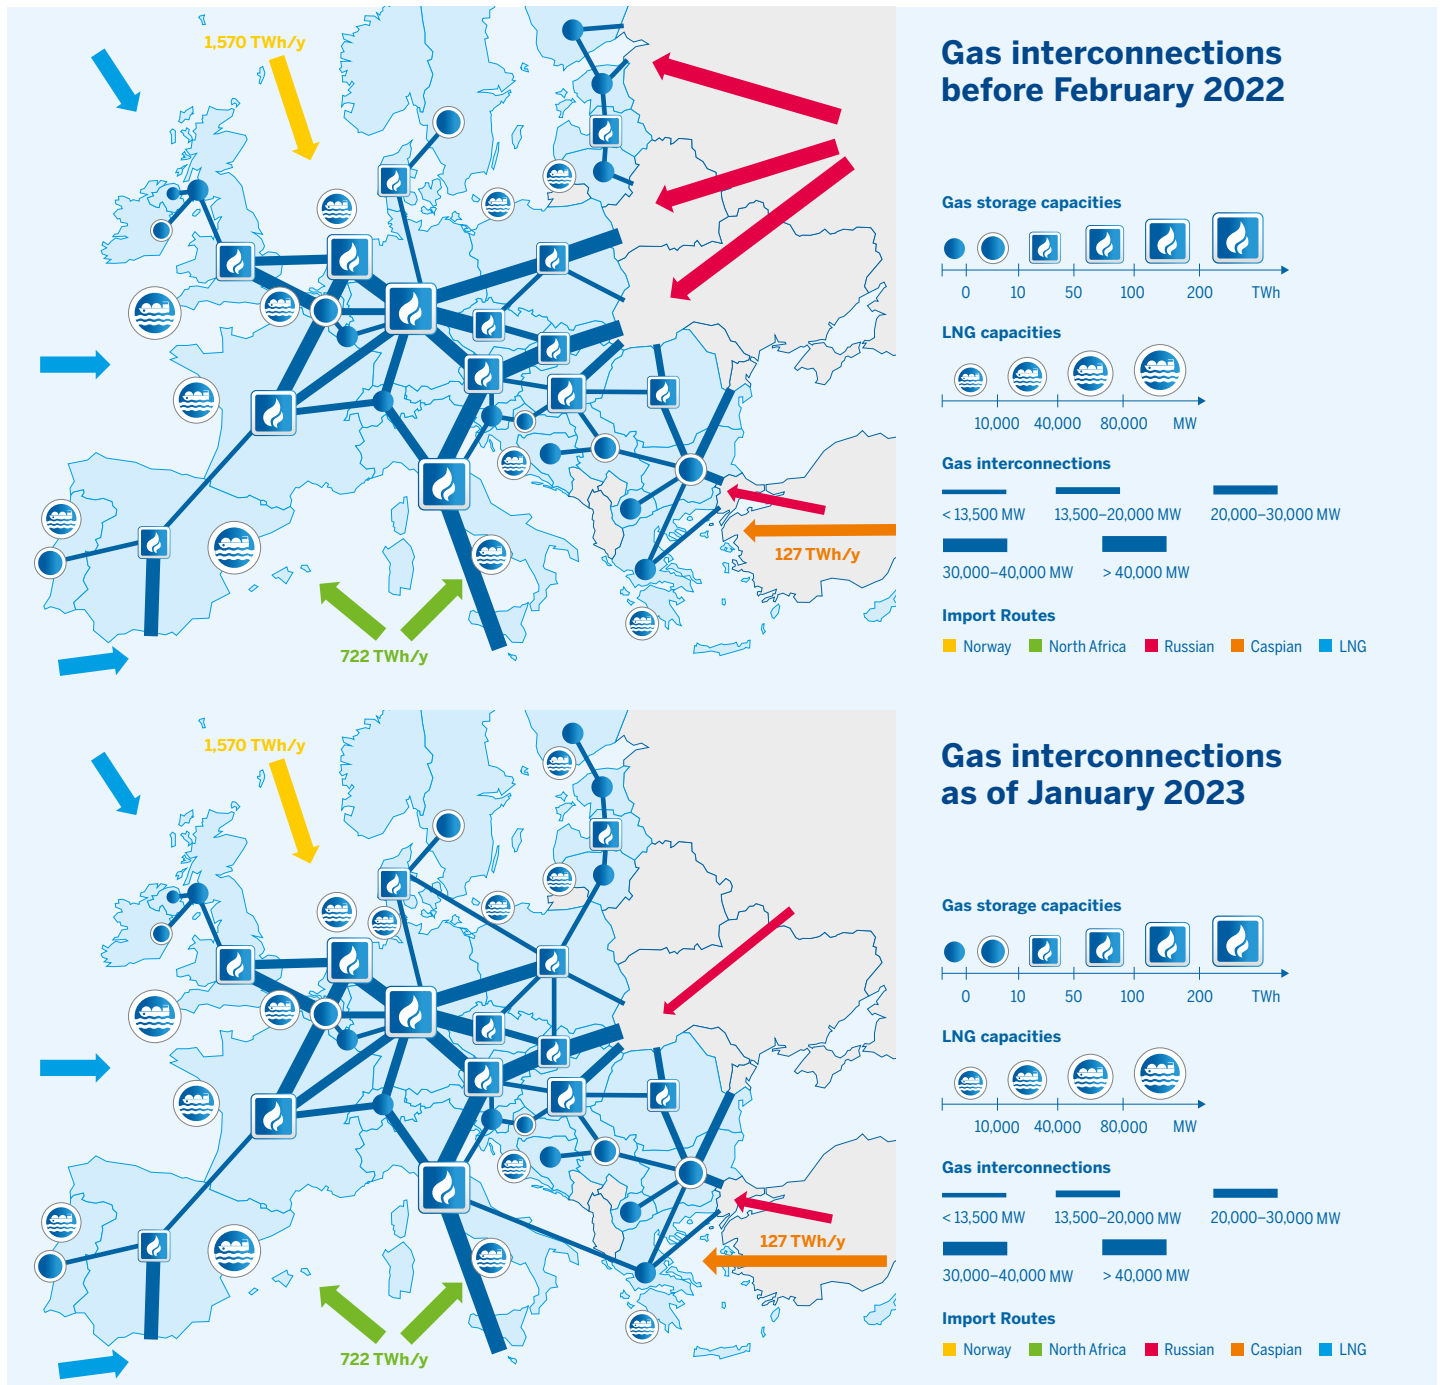 1,570 TWh/y
127 TWh/y
722 TWh/y
Gas interconnections
before February 2022
Gas storage capacities
0 10 50 100 200 TWh
LNG capacities
10,000 40,000 80,000 MW
Gas interconnections
< 13,500 MW 13,500–20,000 MW 20,000–30,000 MW
30,000–40,000 MW > 40,000 MW
Import Routes
Norway North Africa Russian Caspian LNG
1,570 TWh/y
127 TWh/y
722 TWh/y
Gas interconnections
as of January 2023
Gas storage capacities
0 10 50 100 200 TWh
LNG capacities
10,000 40,000 80,000 MW
Gas interconnections
< 13,500 MW 13,500–20,000 MW 20,000–30,000 MW
30,000–40,000 MW > 40,000 MW
Import Routes
Norway North Africa Russian Caspian LNG